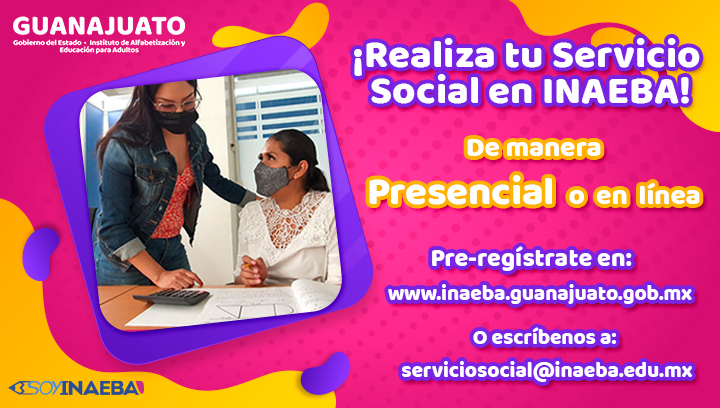 GUANAJUATO
Gobierno del Estado • Instituto de Alfabetización y
Educación para Adultos
¡Realiza tu Servicio
Social en INAEBA!
De manera
Presencial o en línea
Pre-regístrate en:
www.inaeba.guanajuato.gob.mx
O escríbenos a:
serviciosocial@inaeba.edu.mx
SOYINAEBA